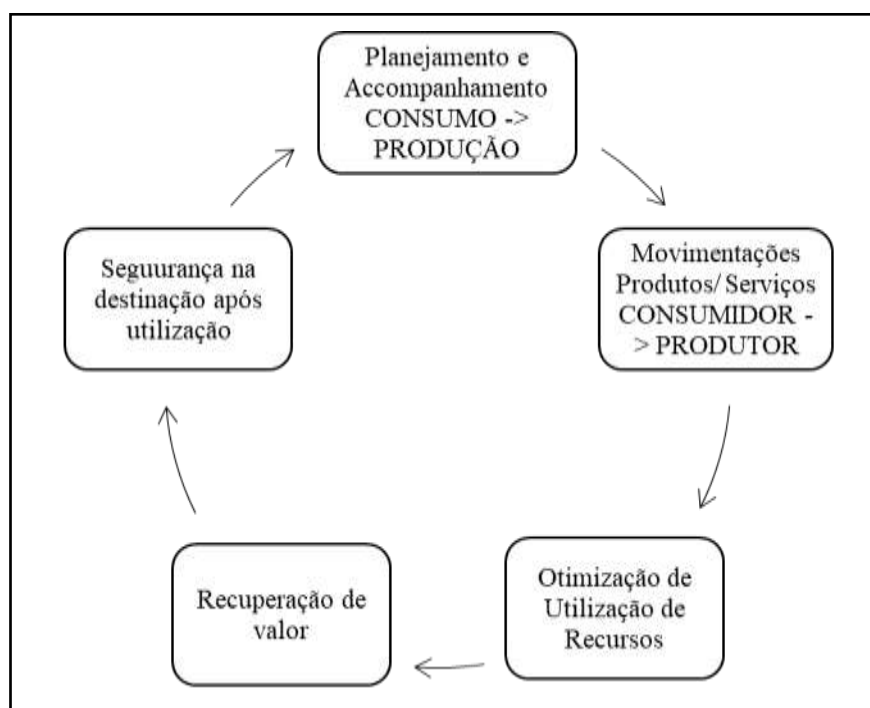 Planejamento e
Accompanhamento
CONSUMO ->
PRODUÇÃO
Movimentações
Produtos/ Serviços
CONSUMIDOR -
> PRODUTOR
Otimização de
Utilização de
Recursos
Recuperação de
valor
Seguurança na
destinação após
utilização